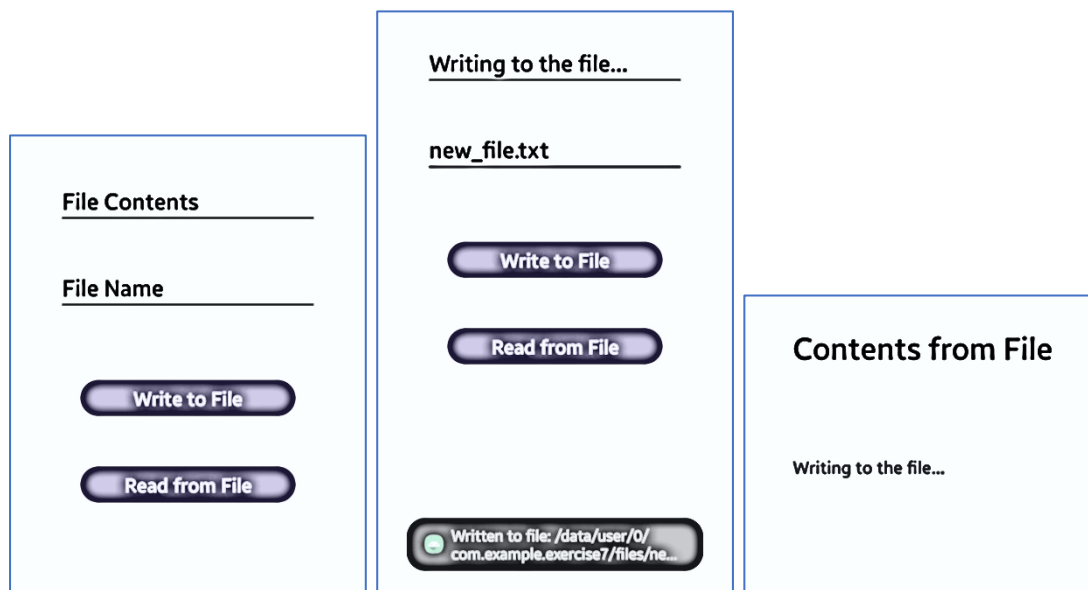 File Contents
File Name
Write to File
Read from File
Writing to the file...
new_file.txt
Write to File
Read from File
Written to file: /data/user/0/
com.example.exercise7/files/ne...
Contents from File
Writing to the file...